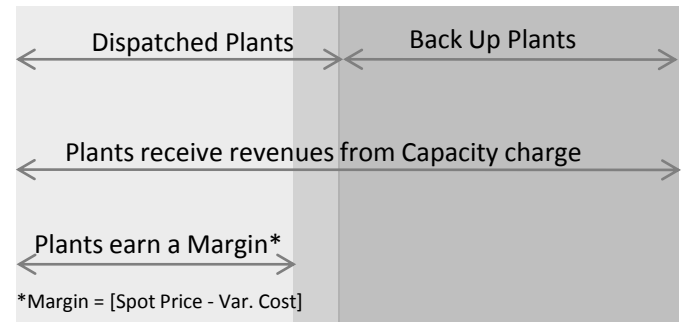 Dispatched Plants
Back Up Plants
Plants receive revenues from Capacity charge
Plants earn a Margin*
*Margin = [Spot Price - Var. Cost]